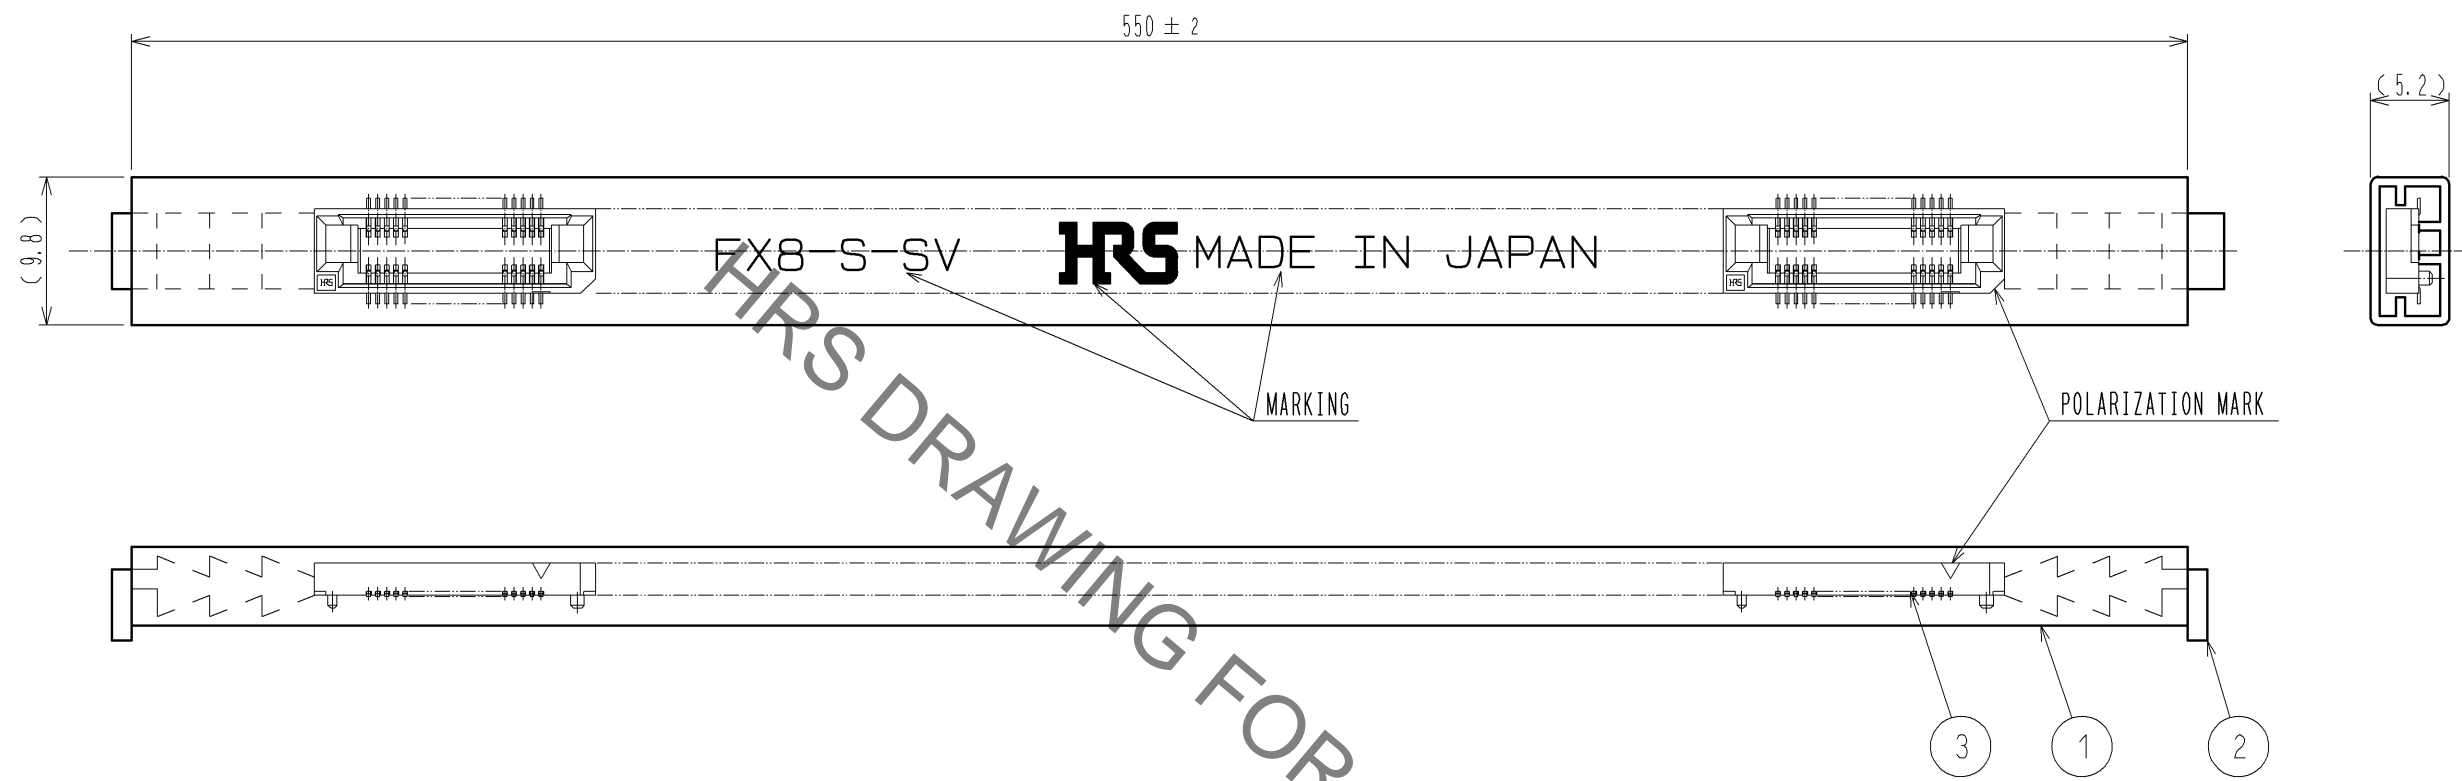 550 ± 2
(5.2)
(9.8)
FX8-S-SV HRS MADE IN JAPAN
HRS
HRS
MARKING
POLARIZATION MARK
HRS DRAWING FOR
3
1
2